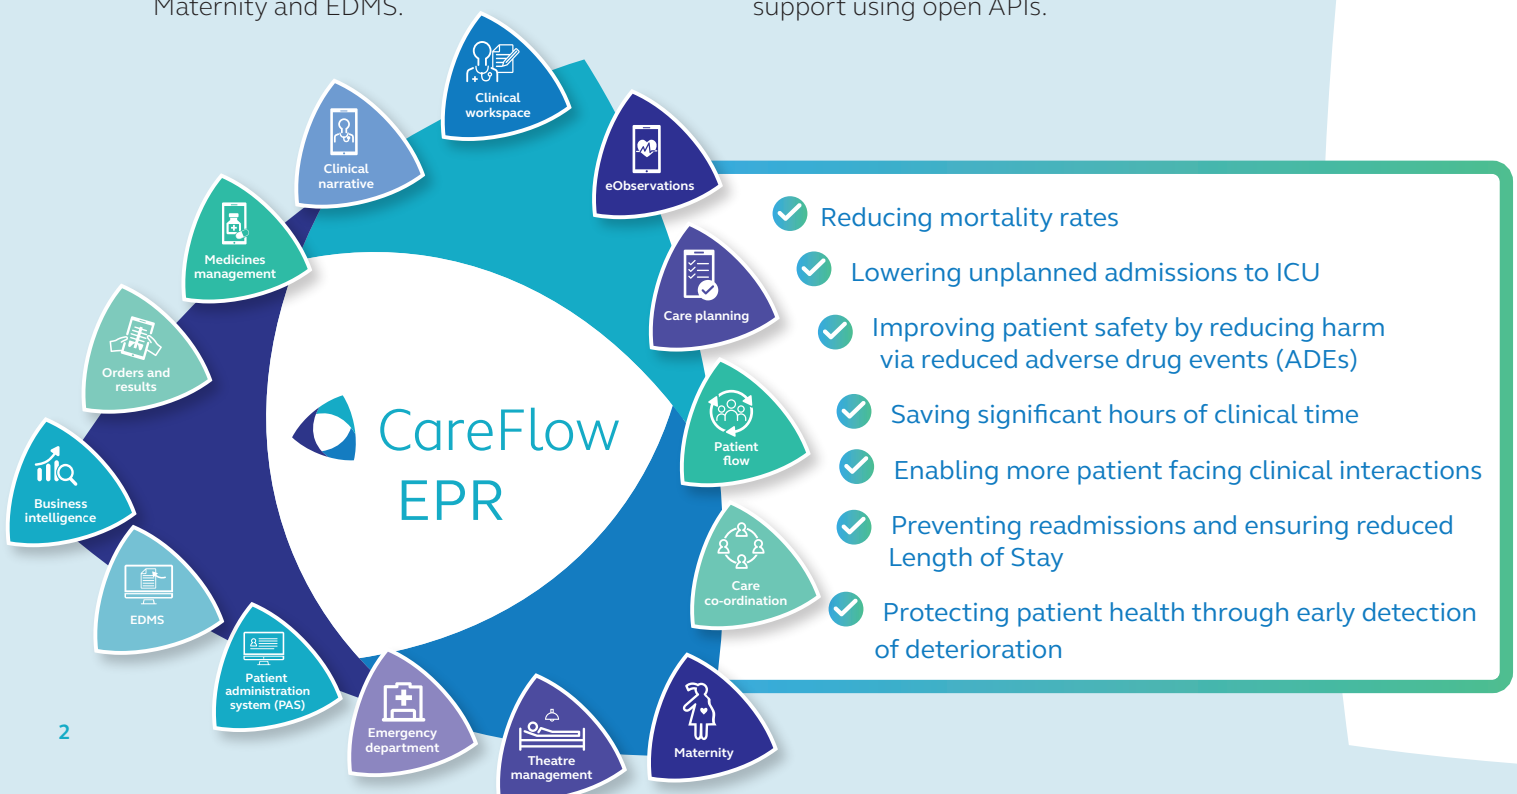 Maternity and EDMS.
support using open APIs.
Clinical
workspace
Clinical
narrative
eObservations
Medicines
management
Care planning
Orders and
results
Patient
flow
Business
intelligence
Care
co-ordination
EDMS
Patient
administration
system (PAS)
Emergency
department
Theatre
management
Maternity
CareFlow
EPR
Reducing mortality rates
Lowering unplanned admissions to ICU
Improving patient safety by reducing harm
via reduced adverse drug events (ADEs)
Saving significant hours of clinical time
Enabling more patient facing clinical interactions
Preventing readmissions and ensuring reduced
Length of Stay
Protecting patient health through early detection
of deterioration
2